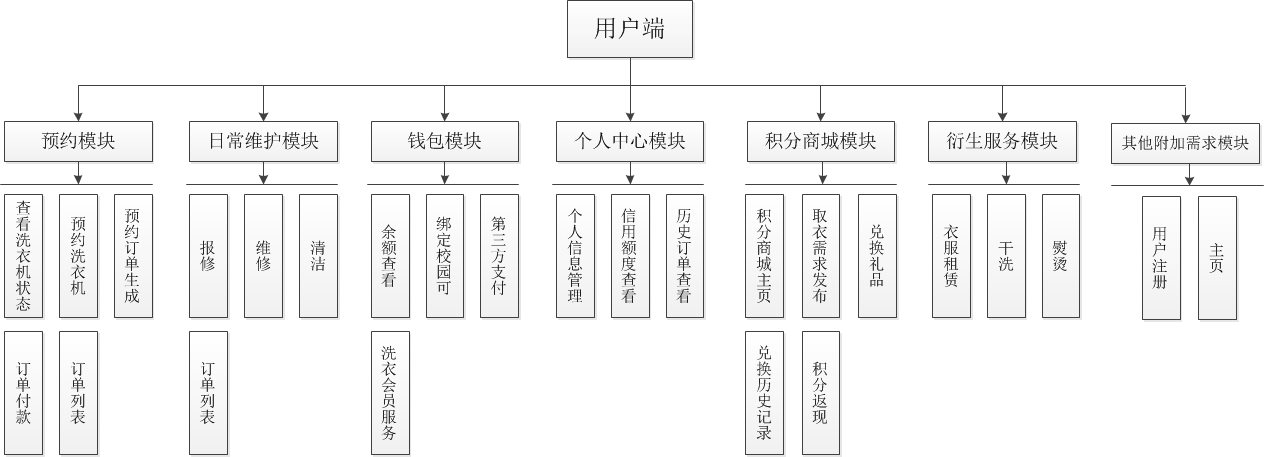 用户端
预约模块
日常维护模块
钱包模块
个人中心模块
积分商城模块
衍生服务模块
其他附加需求模块
查看洗衣机状态
预约洗衣机
预约订单生成
报修
维修
清洁
余额查看
绑定校园可
第三方支付
个人信息管理
信用额度查看
历史订单查看
积分商城主页
取衣需求发布
兑换礼品
衣服租赁
干洗
熨烫
用户注册
主页
订单付款
订单列表
订单列表
洗衣会员服务
兑换历史记录
积分返现